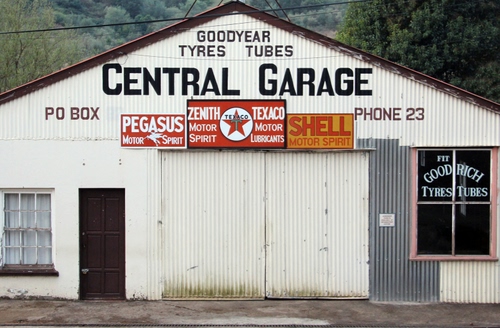 GOODYEAR
TYRES TUBES
CENTRAL GARAGE
PO BOX
PHONE 23
PEGASUS
MOTOR SPIRIT
ZENITH TEXACO
TEXACO
MOTOR MOTOR
SPIRIT LUBRICANTS
SHELL
MOTOR SPIRIT
FIT
GOODRICH
TYRES TUBES